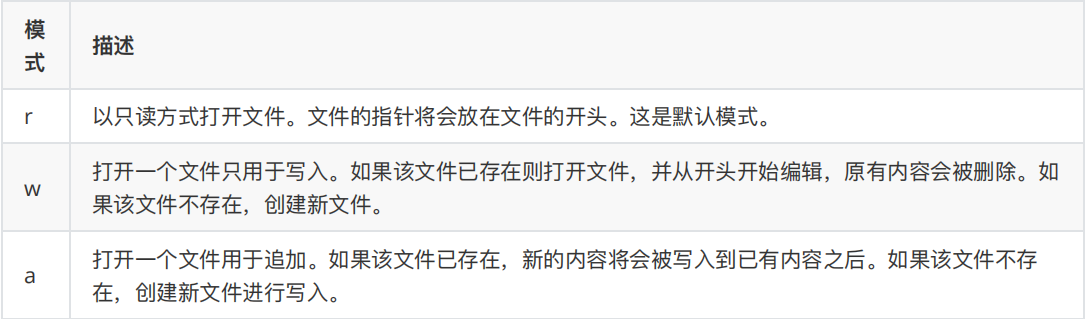 模
式
描述
r
以只读方式打开文件。文件的指针将会放在文件的开头。这是默认模式。
w
打开一个文件只用于写入。如果该文件已存在则打开文件，并从开头开始编辑，原有内容会被删除。如
果该文件不存在，创建新文件。
a
打开一个文件用于追加。如果该文件已存在，新的内容将会被写入到已有内容之后。如果该文件不存
在，创建新文件进行写入。